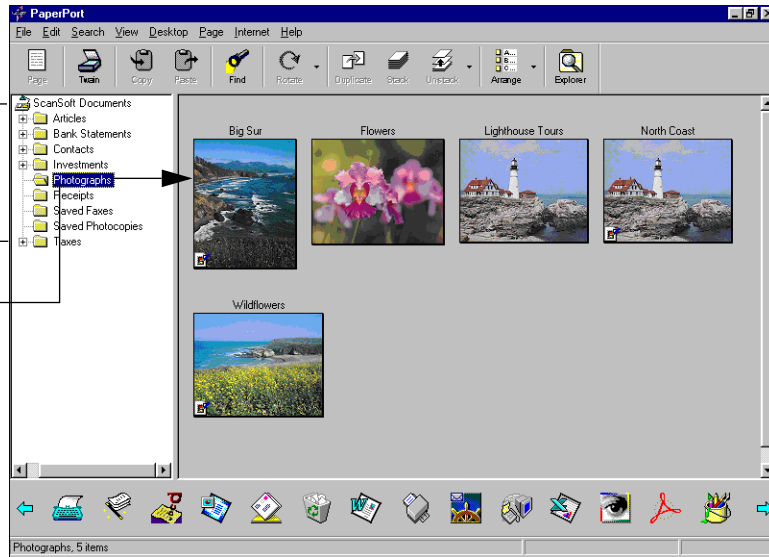 PaperPort
File Edit Search View Desktop Page Internet Help
Page Twain Copy Paste Find Rotate Duplicate Stack Unstack Arrange Explorer
ScanSoft Documents
Articles
Bank Statements
Contacts
Investments
Photographs
Receipts
Saved Faxes
Saved Photocopies
Taxes
Big Sur Flowers Lighthouse Tours North Coast
Wildflowers
Photographs, 5 items